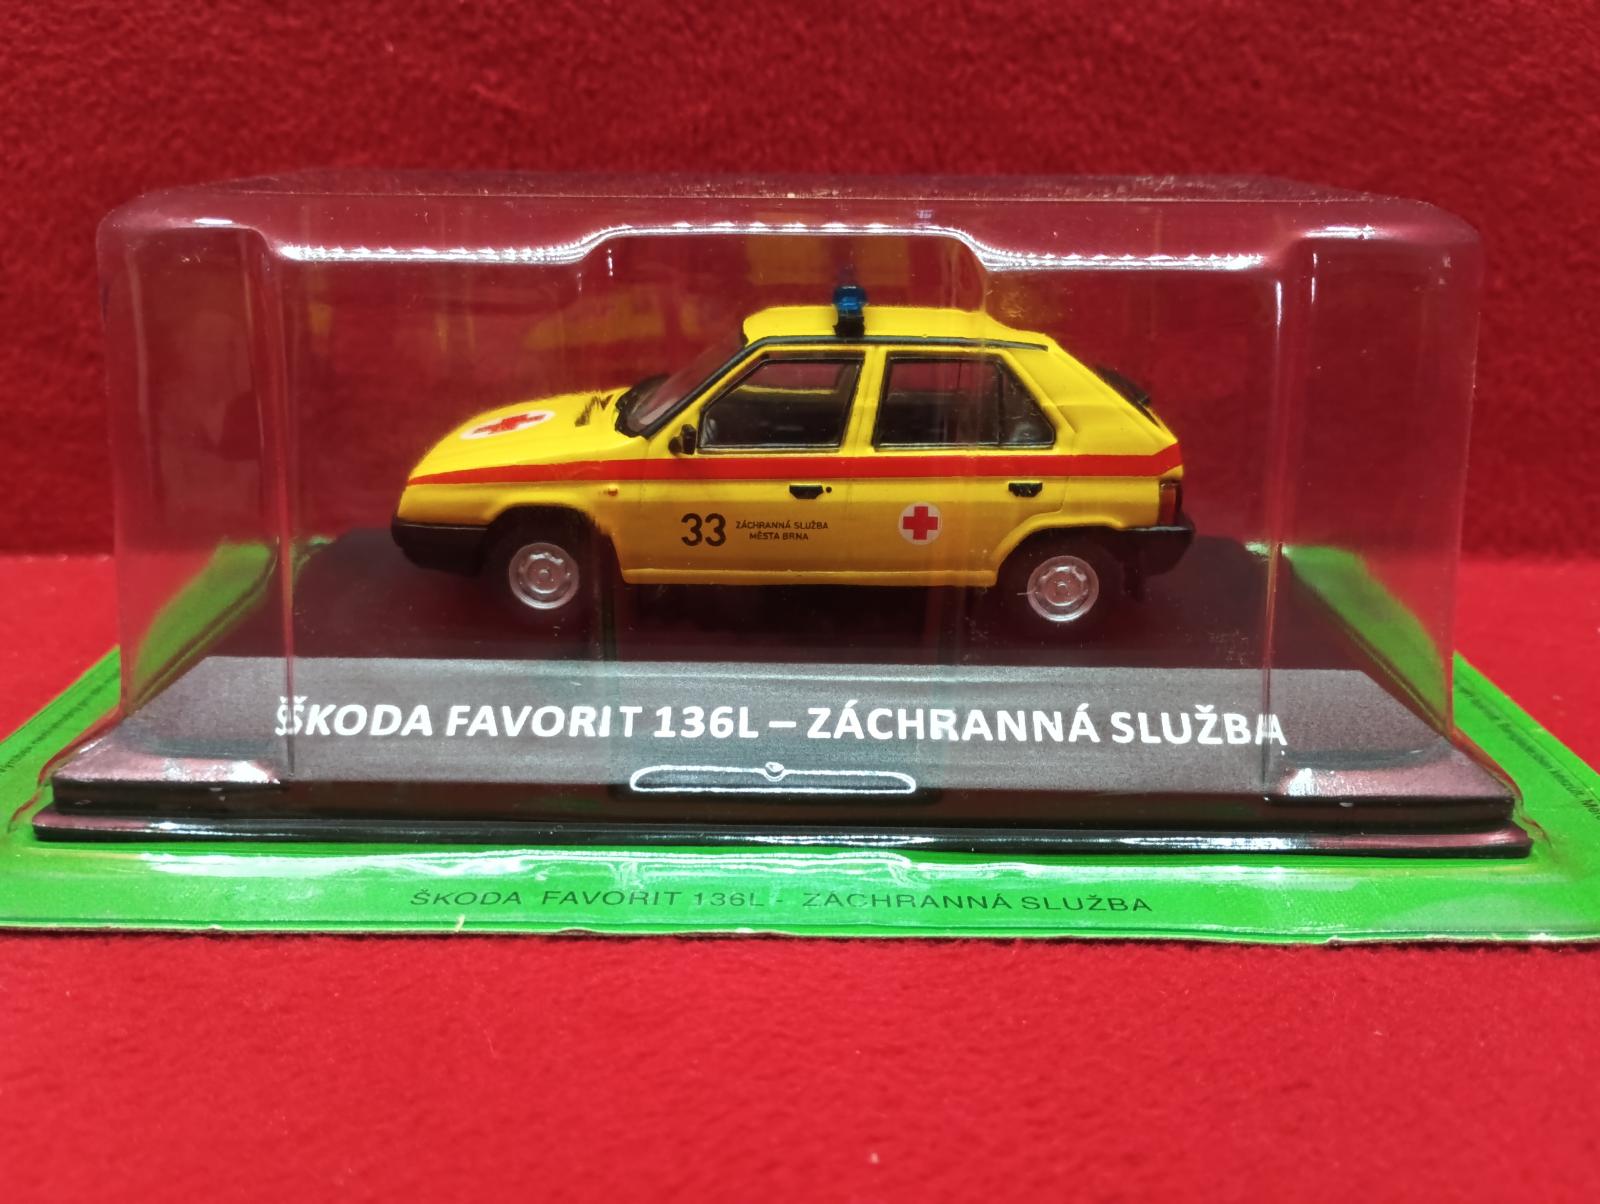 33 ZÁCHRANNÁ SLUŽBA
MĚSTA BRNA
ŠKODA FAVORIT 136L – ZÁCHRANNÁ SLUŽBA
ŠKODA FAVORIT 136L - ZÁCHRANNÁ SLUŽBA